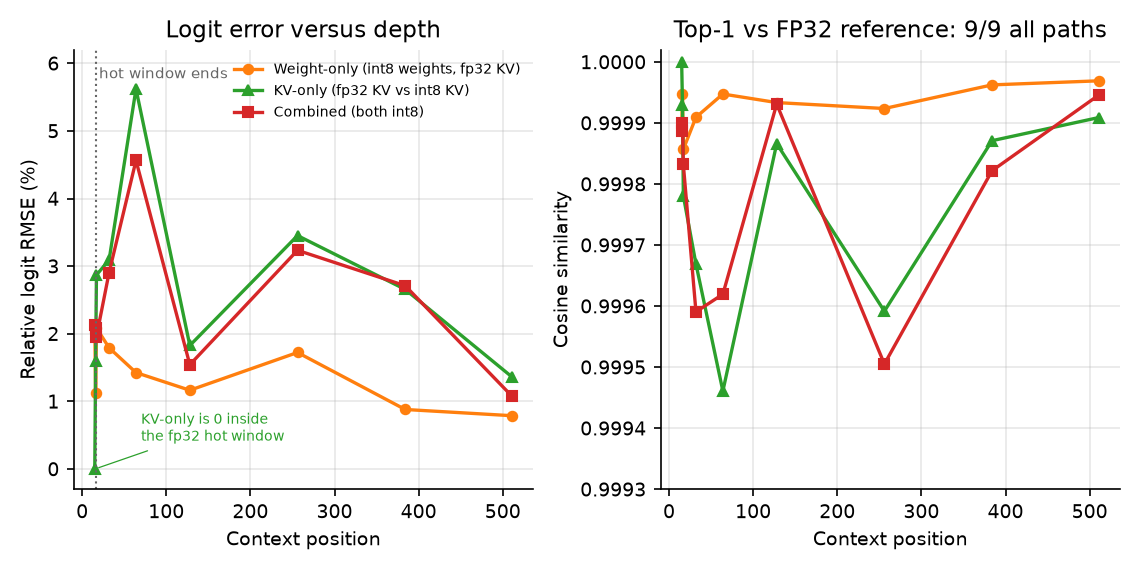 Logit error versus depth
hot window ends
Weight-only (int8 weights, fp32 KV)
KV-only (fp32 KV vs int8 KV)
Combined (both int8)
KV-only is 0 inside
the fp32 hot window
Relative logit RMSE (%)
6
5
4
3
2
1
0
0 100 200 300 400 500
Context position
Top-1 vs FP32 reference: 9/9 all paths
Cosine similarity
1.0000
0.9999
0.9998
0.9997
0.9996
0.9995
0.9994
0.9993
0 100 200 300 400 500
Context position